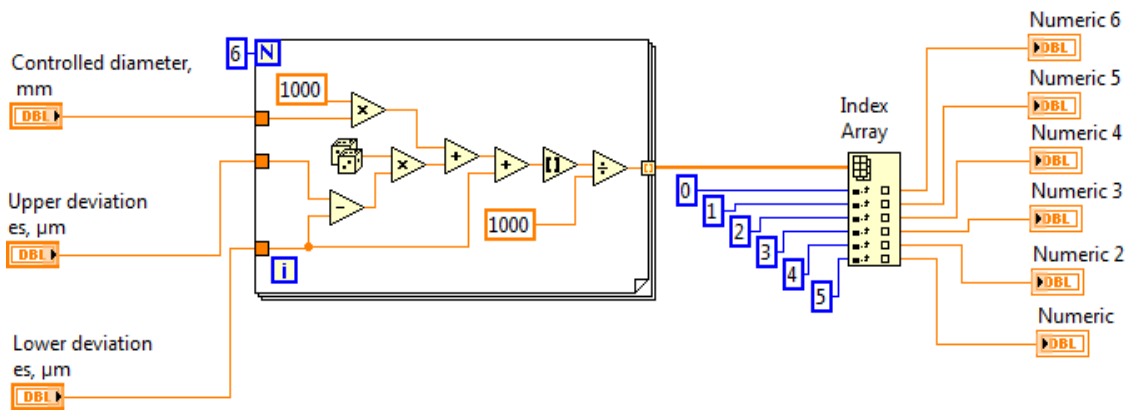 Controlled diameter,
mm
DBL
Upper deviation
es, µm
DBL
Lower deviation
es, µm
DBL
6
N
1000
×
×
+
+
[]
÷
−
1000
i
[]
Index
Array
0
1
2
3
4
5
Numeric 6
DBL
Numeric 5
DBL
Numeric 4
DBL
Numeric 3
DBL
Numeric 2
DBL
Numeric
DBL